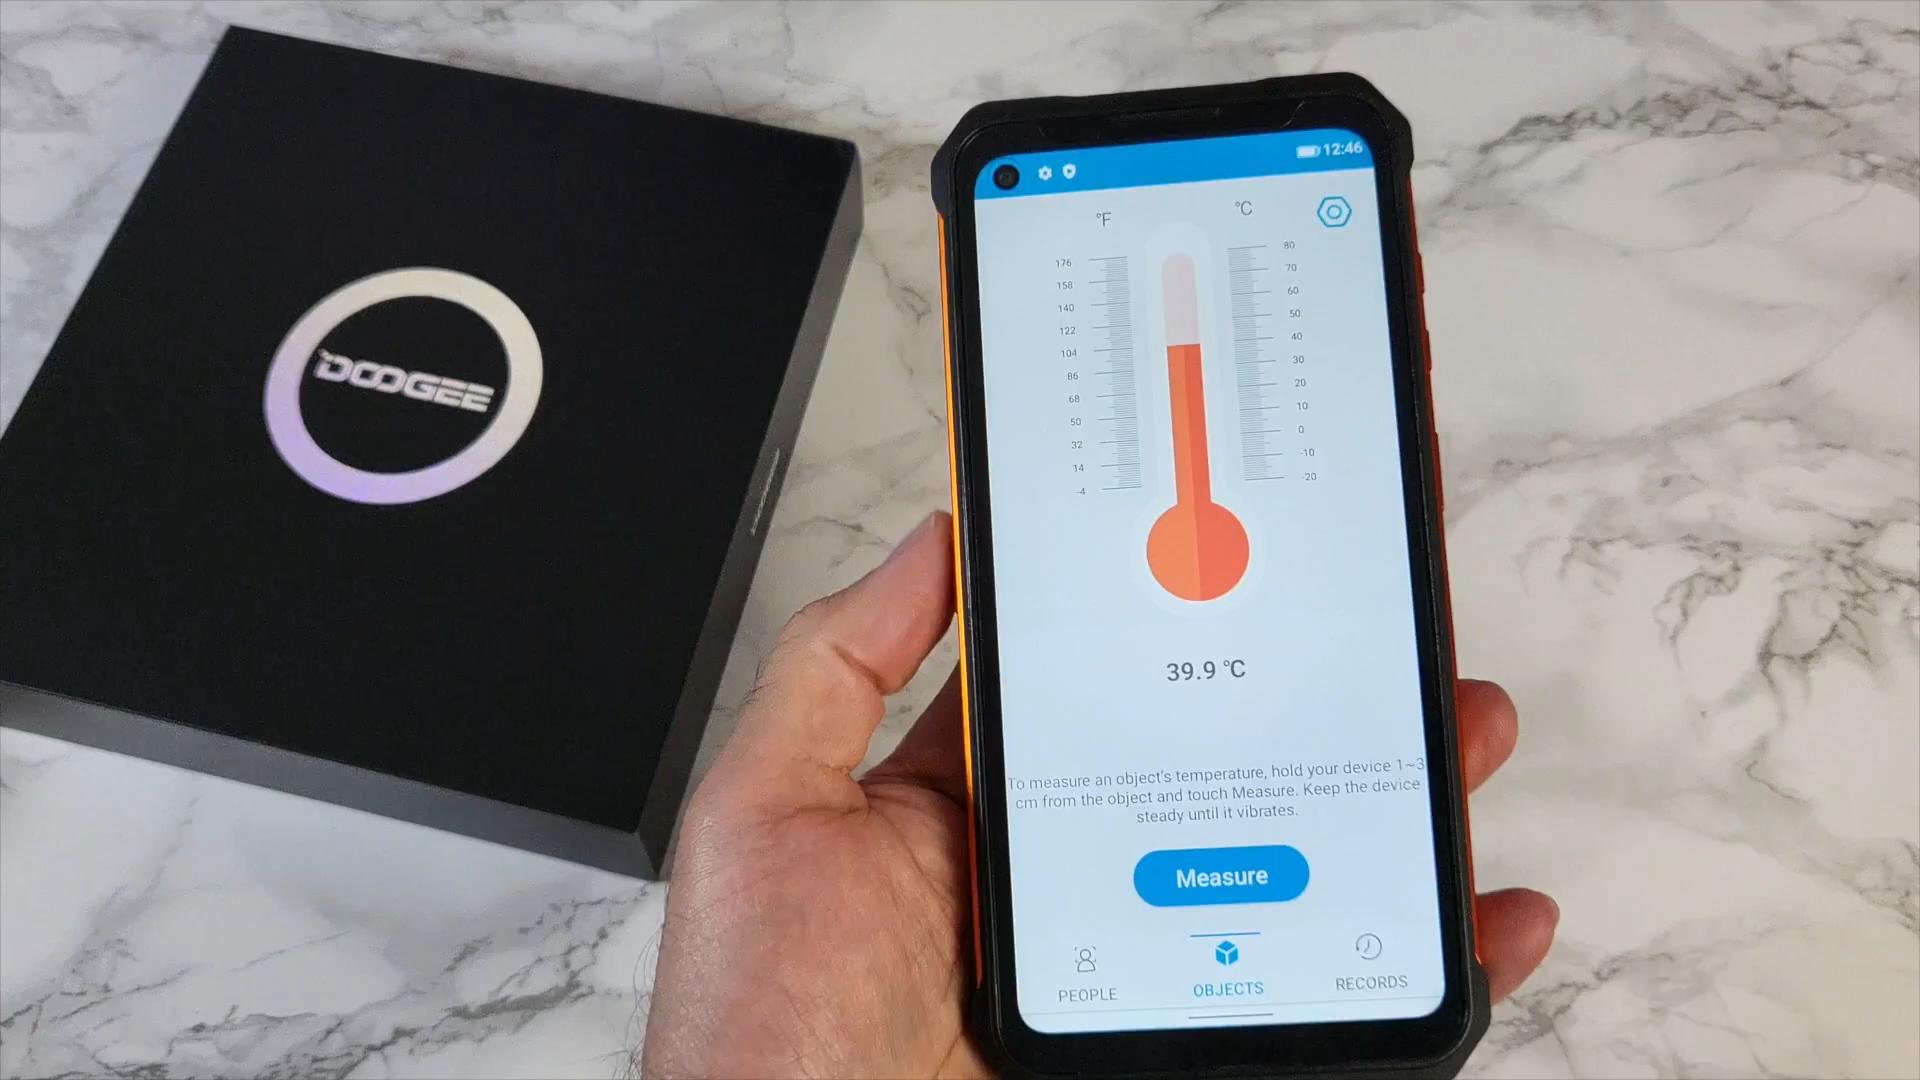 DOOGEE
12:46
°F
°C
176
158
140
122
104
86
68
50
32
14
-4
80
70
60
50
40
30
20
10
0
-10
-20
39.9 °C
To measure an object's temperature, hold your device 1~3
cm from the object and touch Measure. Keep the device
steady until it vibrates.
Measure
PEOPLE
OBJECTS
RECORDS